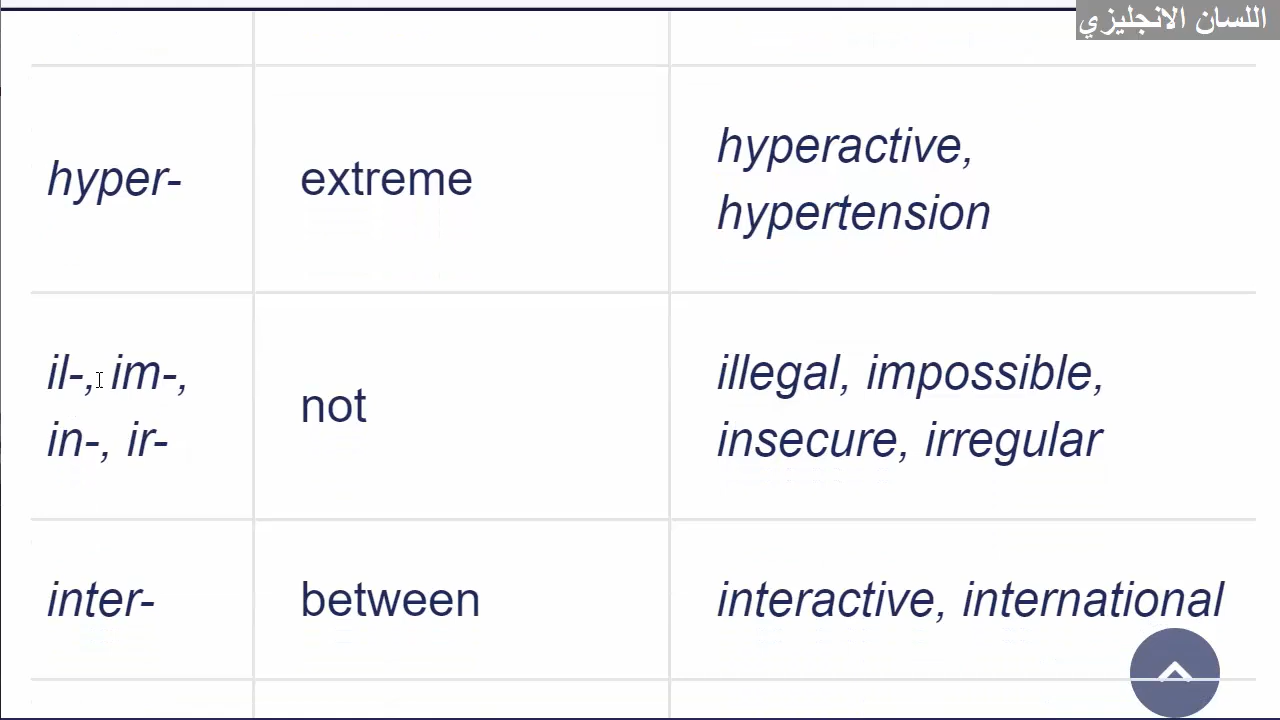 اللسان الانجليزي
hyper-
extreme
hyperactive,
hypertension
il-, im-,
in-, ir-
not
illegal, impossible,
insecure, irregular
inter-
between
interactive, international